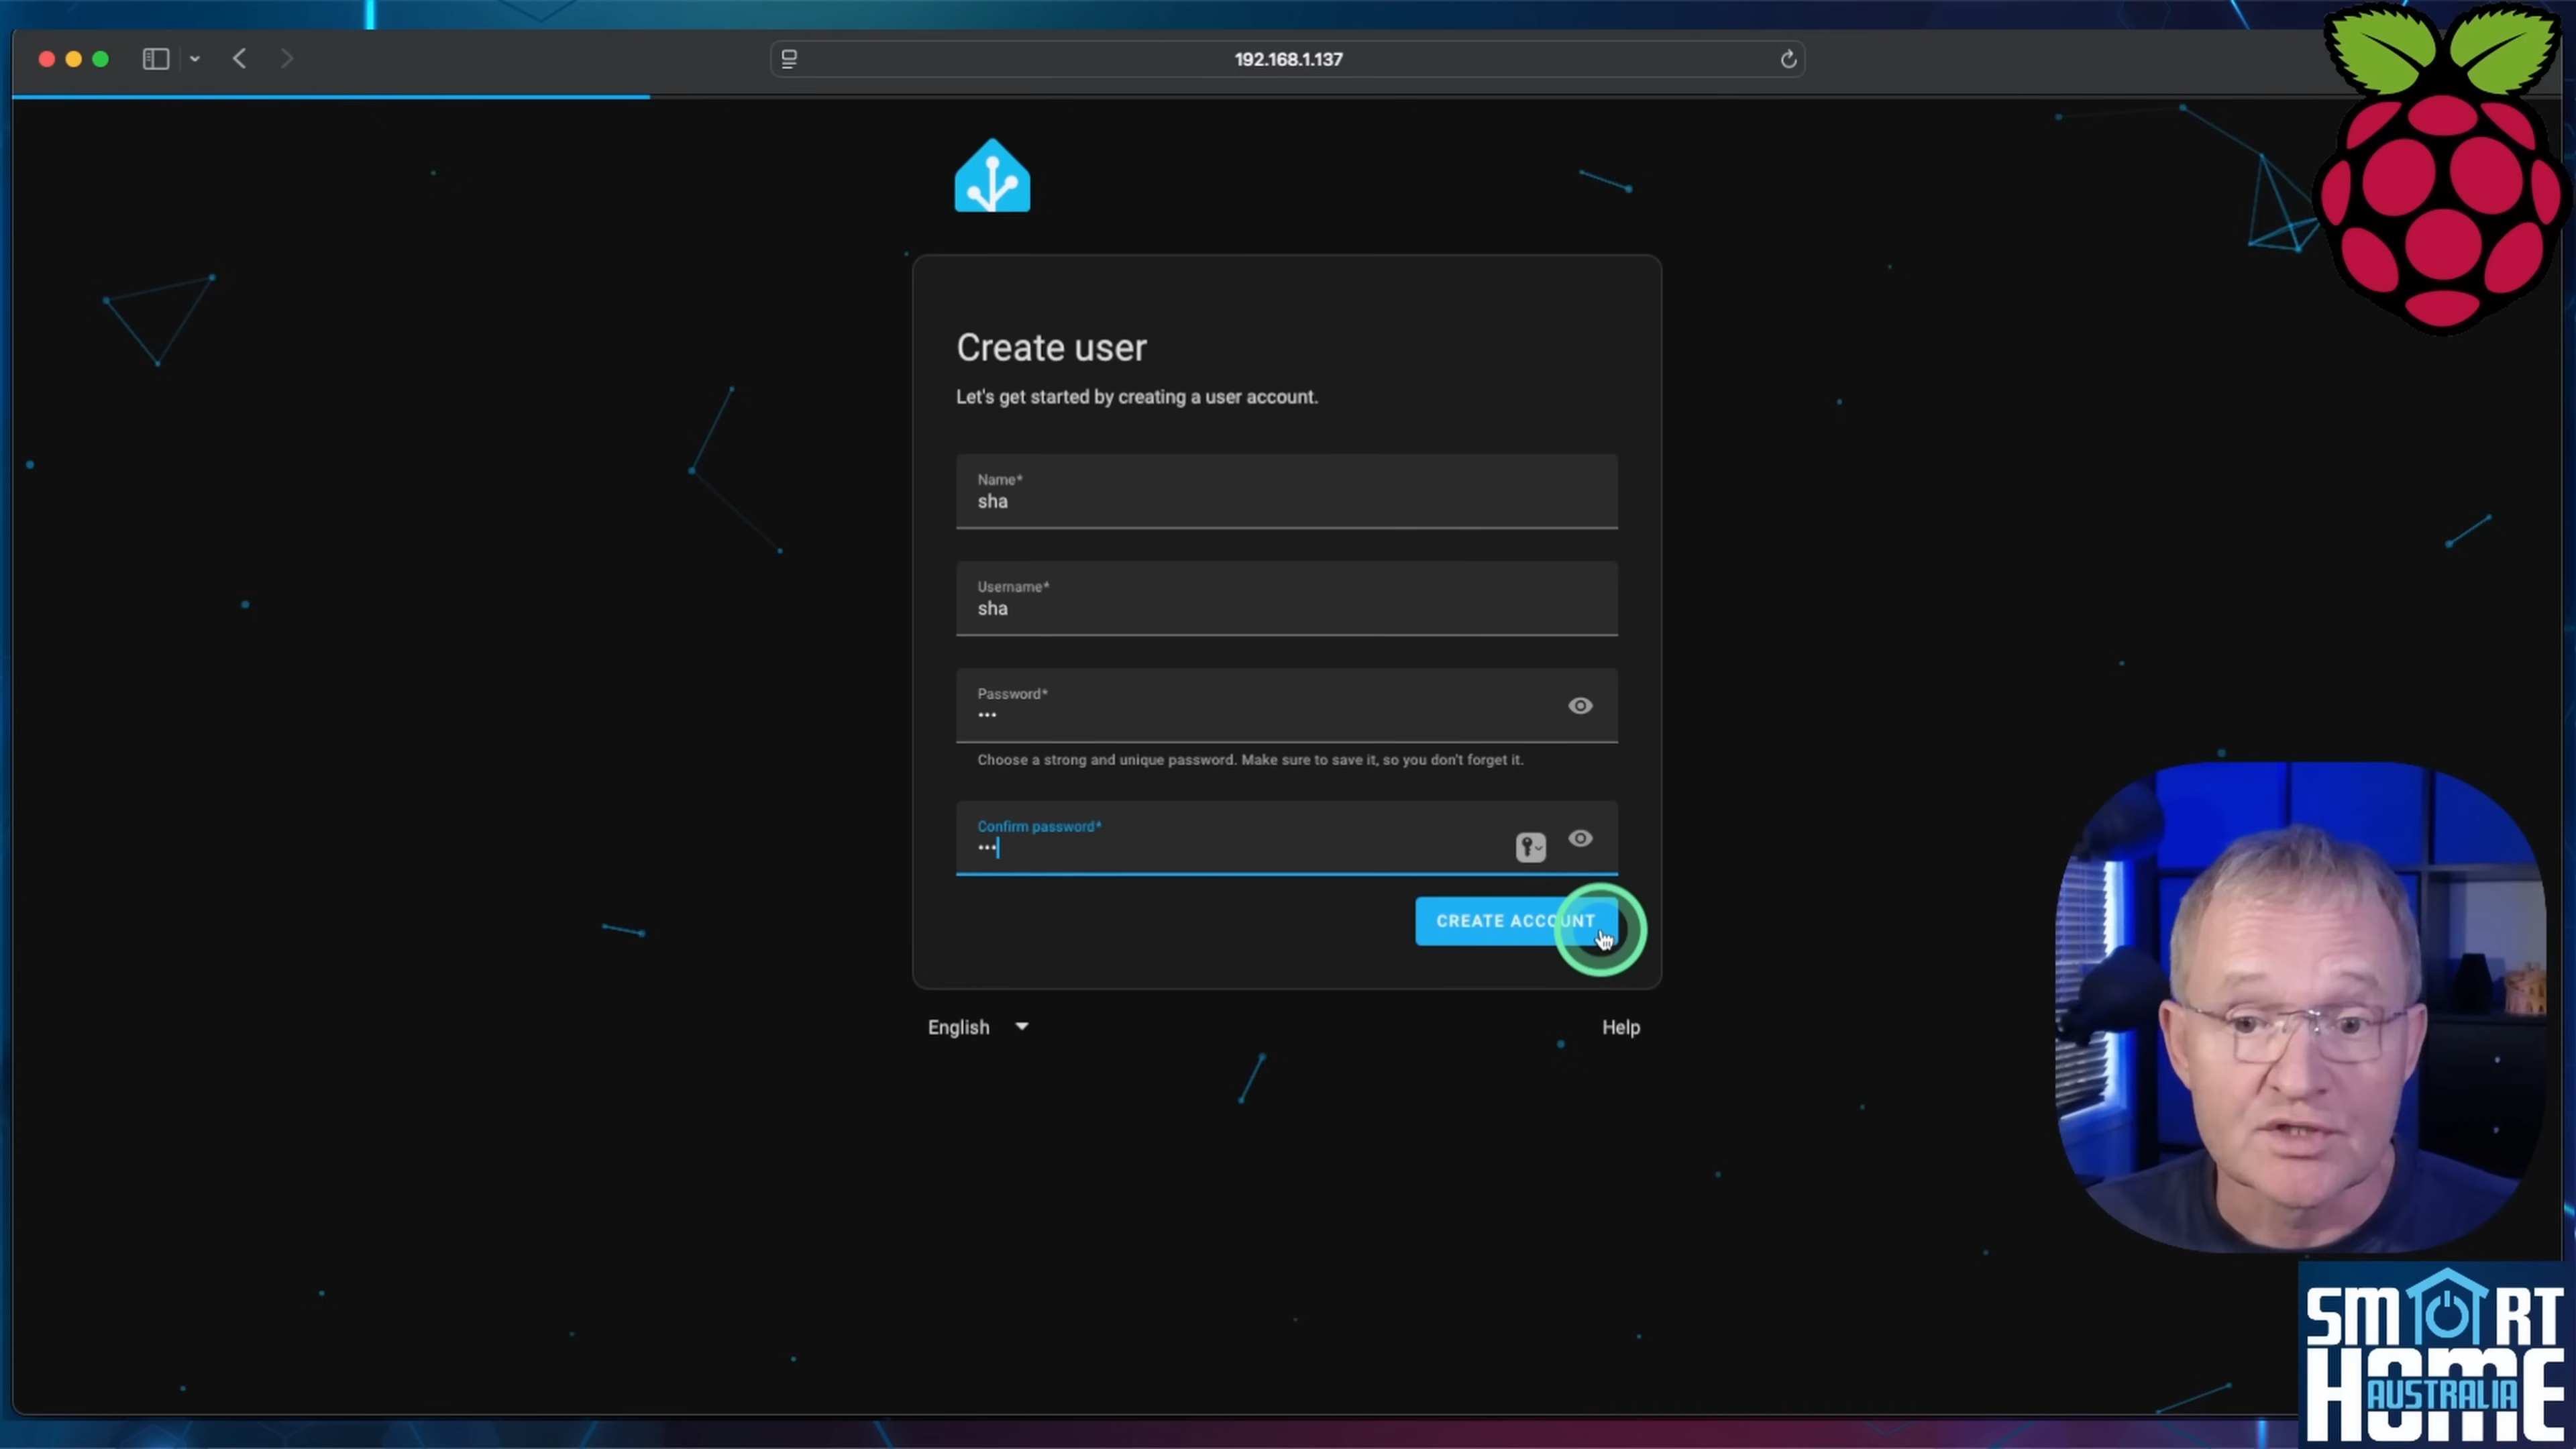 192.168.1.137
Create user
Let's get started by creating a user account.
Name*
sha
Username*
sha
Password*
•••
Choose a strong and unique password. Make sure to save it, so you don't forget it.
Confirm password*
•••
CREATE ACCOUNT
English
Help
SMART
HOME
AUSTRALIA